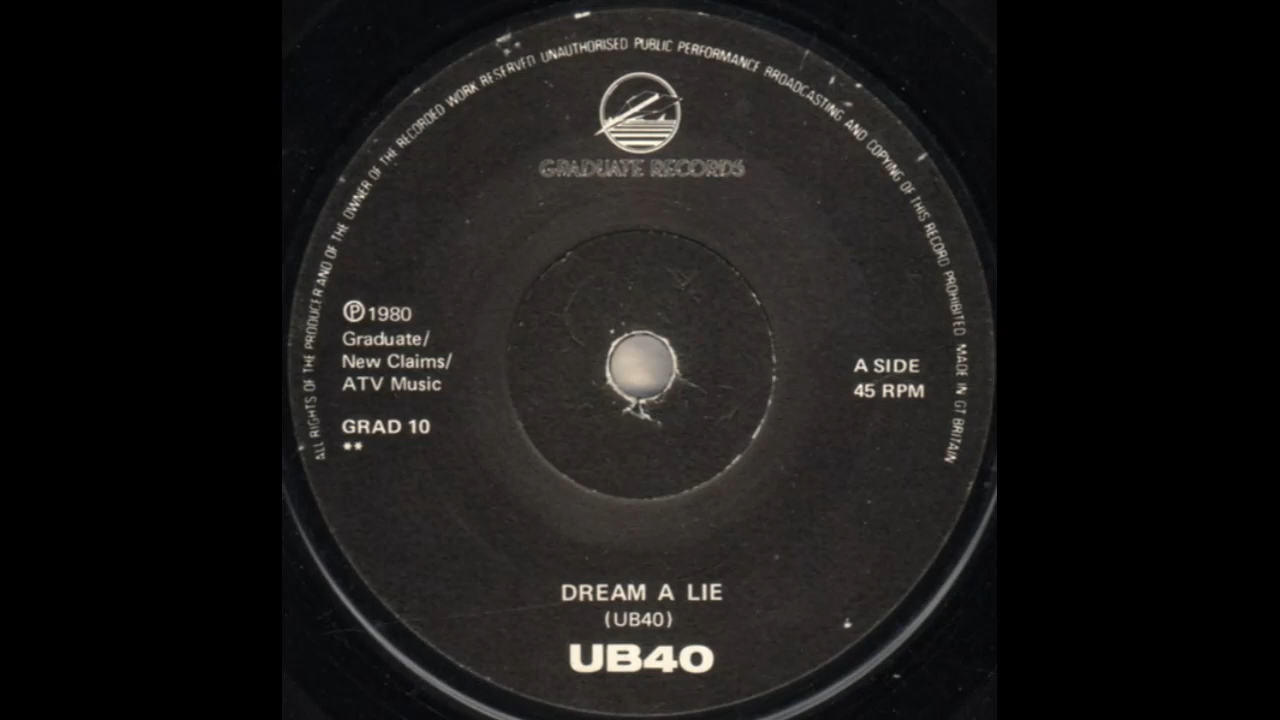 ALL RIGHTS OF THE PRODUCER AND OF THE OWNER OF THE RECORDED WORK RESERVED UNAUTHORISED PUBLIC PERFORMANCE BROADCASTING AND COPYING OF THIS RECORD PROHIBITED MADE IN GT BRITAIN
GRADUATE RECORDS
Ⓟ1980
Graduate/
New Claims/
ATV Music
GRAD 10
**
A SIDE
45 RPM
DREAM A LIE
(UB40)
UB40